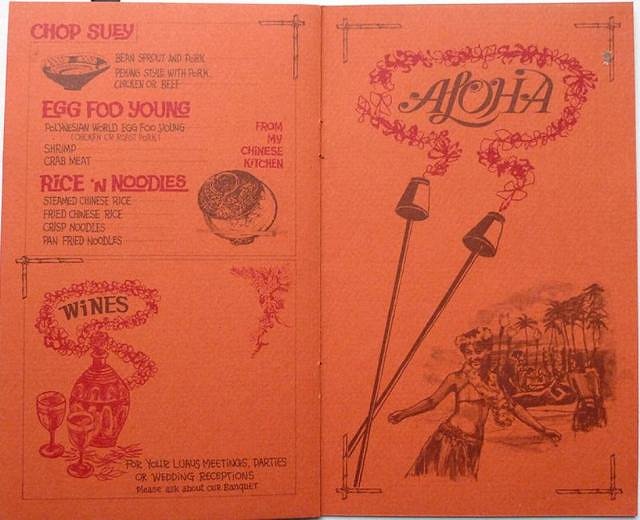 CHOP SUEY
BEAN SPROUT AND PORK
PEKING STYLE WITH PORK,
CHICKEN OR BEEF
EGG FOO YOUNG
POLYNESIAN WORLD EGG FOO YOUNG
(CHICKEN OR ROAST PORK)
SHRIMP
CRAB MEAT
FROM
MY
CHINESE
KITCHEN
RICE 'N NOODLES
STEAMED CHINESE RICE
FRIED CHINESE RICE
CRISP NOODLES
PAN FRIED NOODLES
WiNES
FOR YOUR LUAUS MEETINGS, PARTIES
OR WEDDING RECEPTIONS
Please ask about our Banquet
ALOHA